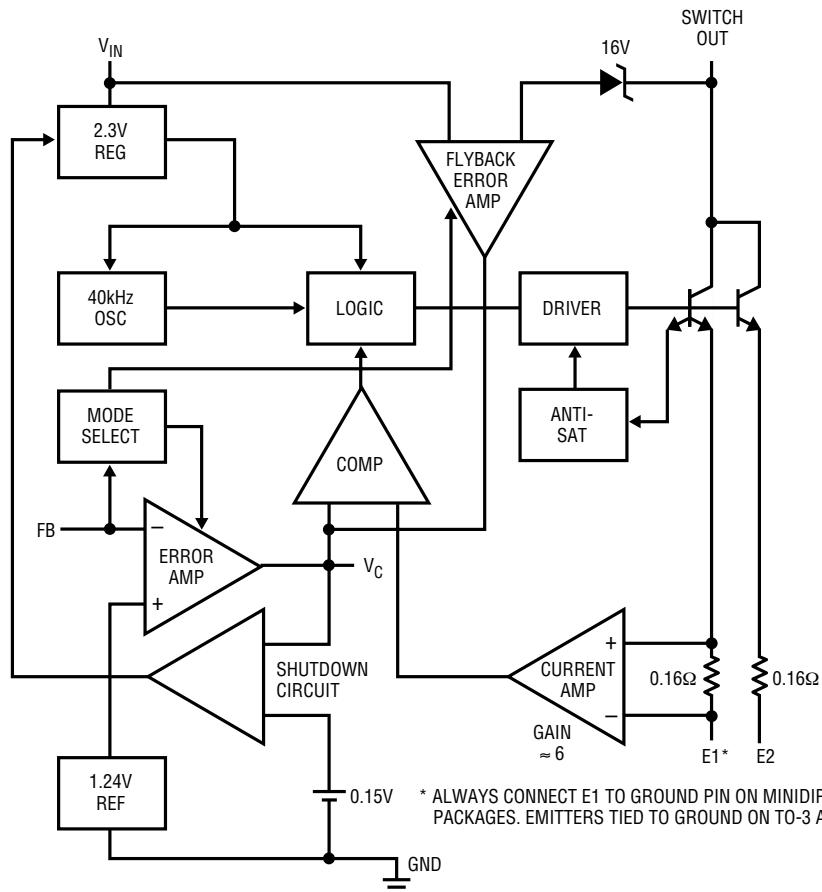 SWITCH
OUT
VIN
16V
2.3V
REG
FLYBACK
ERROR
AMP
40kHz
OSC
LOGIC
DRIVER
MODE
SELECT
ANTI-
SAT
COMP
FB
−
ERROR
AMP
+
VC
SHUTDOWN
CIRCUIT
+
CURRENT
AMP
−
GAIN
≈ 6
0.16Ω
0.16Ω
E1*
E2
1.24V
REF
0.15V
* ALWAYS CONNECT E1 TO GROUND PIN ON MINIDIP
PACKAGES. EMITTERS TIED TO GROUND ON TO-3 A
GND